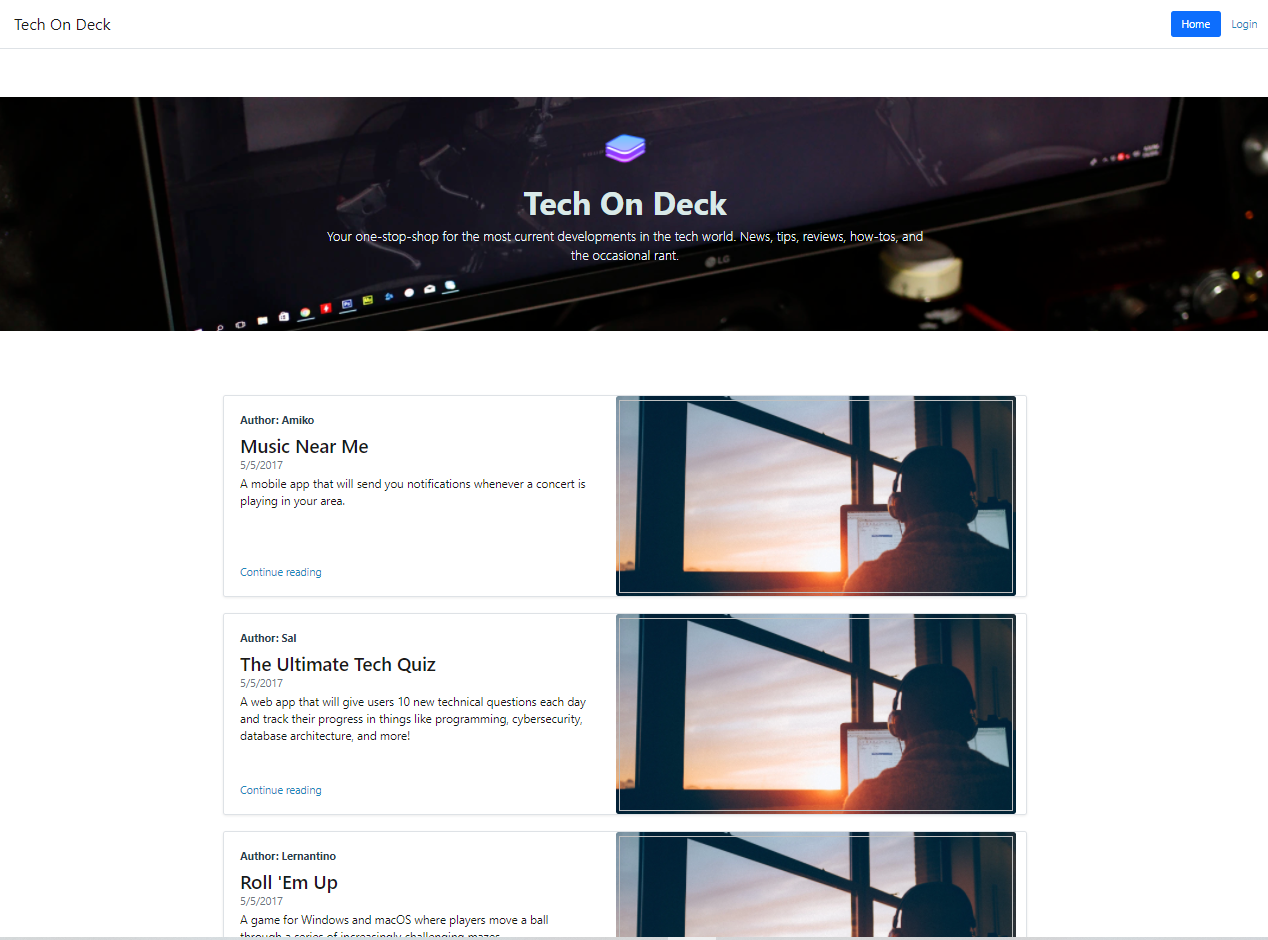 Tech On Deck
Home
Login
Tech On Deck
Your one-stop-shop for the most current developments in the tech world. News, tips, reviews, how-tos, and
the occasional rant.
LG
Author: Amiko
Music Near Me
5/5/2017
A mobile app that will send you notifications whenever a concert is
playing in your area.
Continue reading
Author: Sal
The Ultimate Tech Quiz
5/5/2017
A web app that will give users 10 new technical questions each day
and track their progress in things like programming, cybersecurity,
database architecture, and more!
Continue reading
Author: Lernantino
Roll 'Em Up
5/5/2017
A game for Windows and macOS where players move a ball
through a series of increasingly challenging mazes.